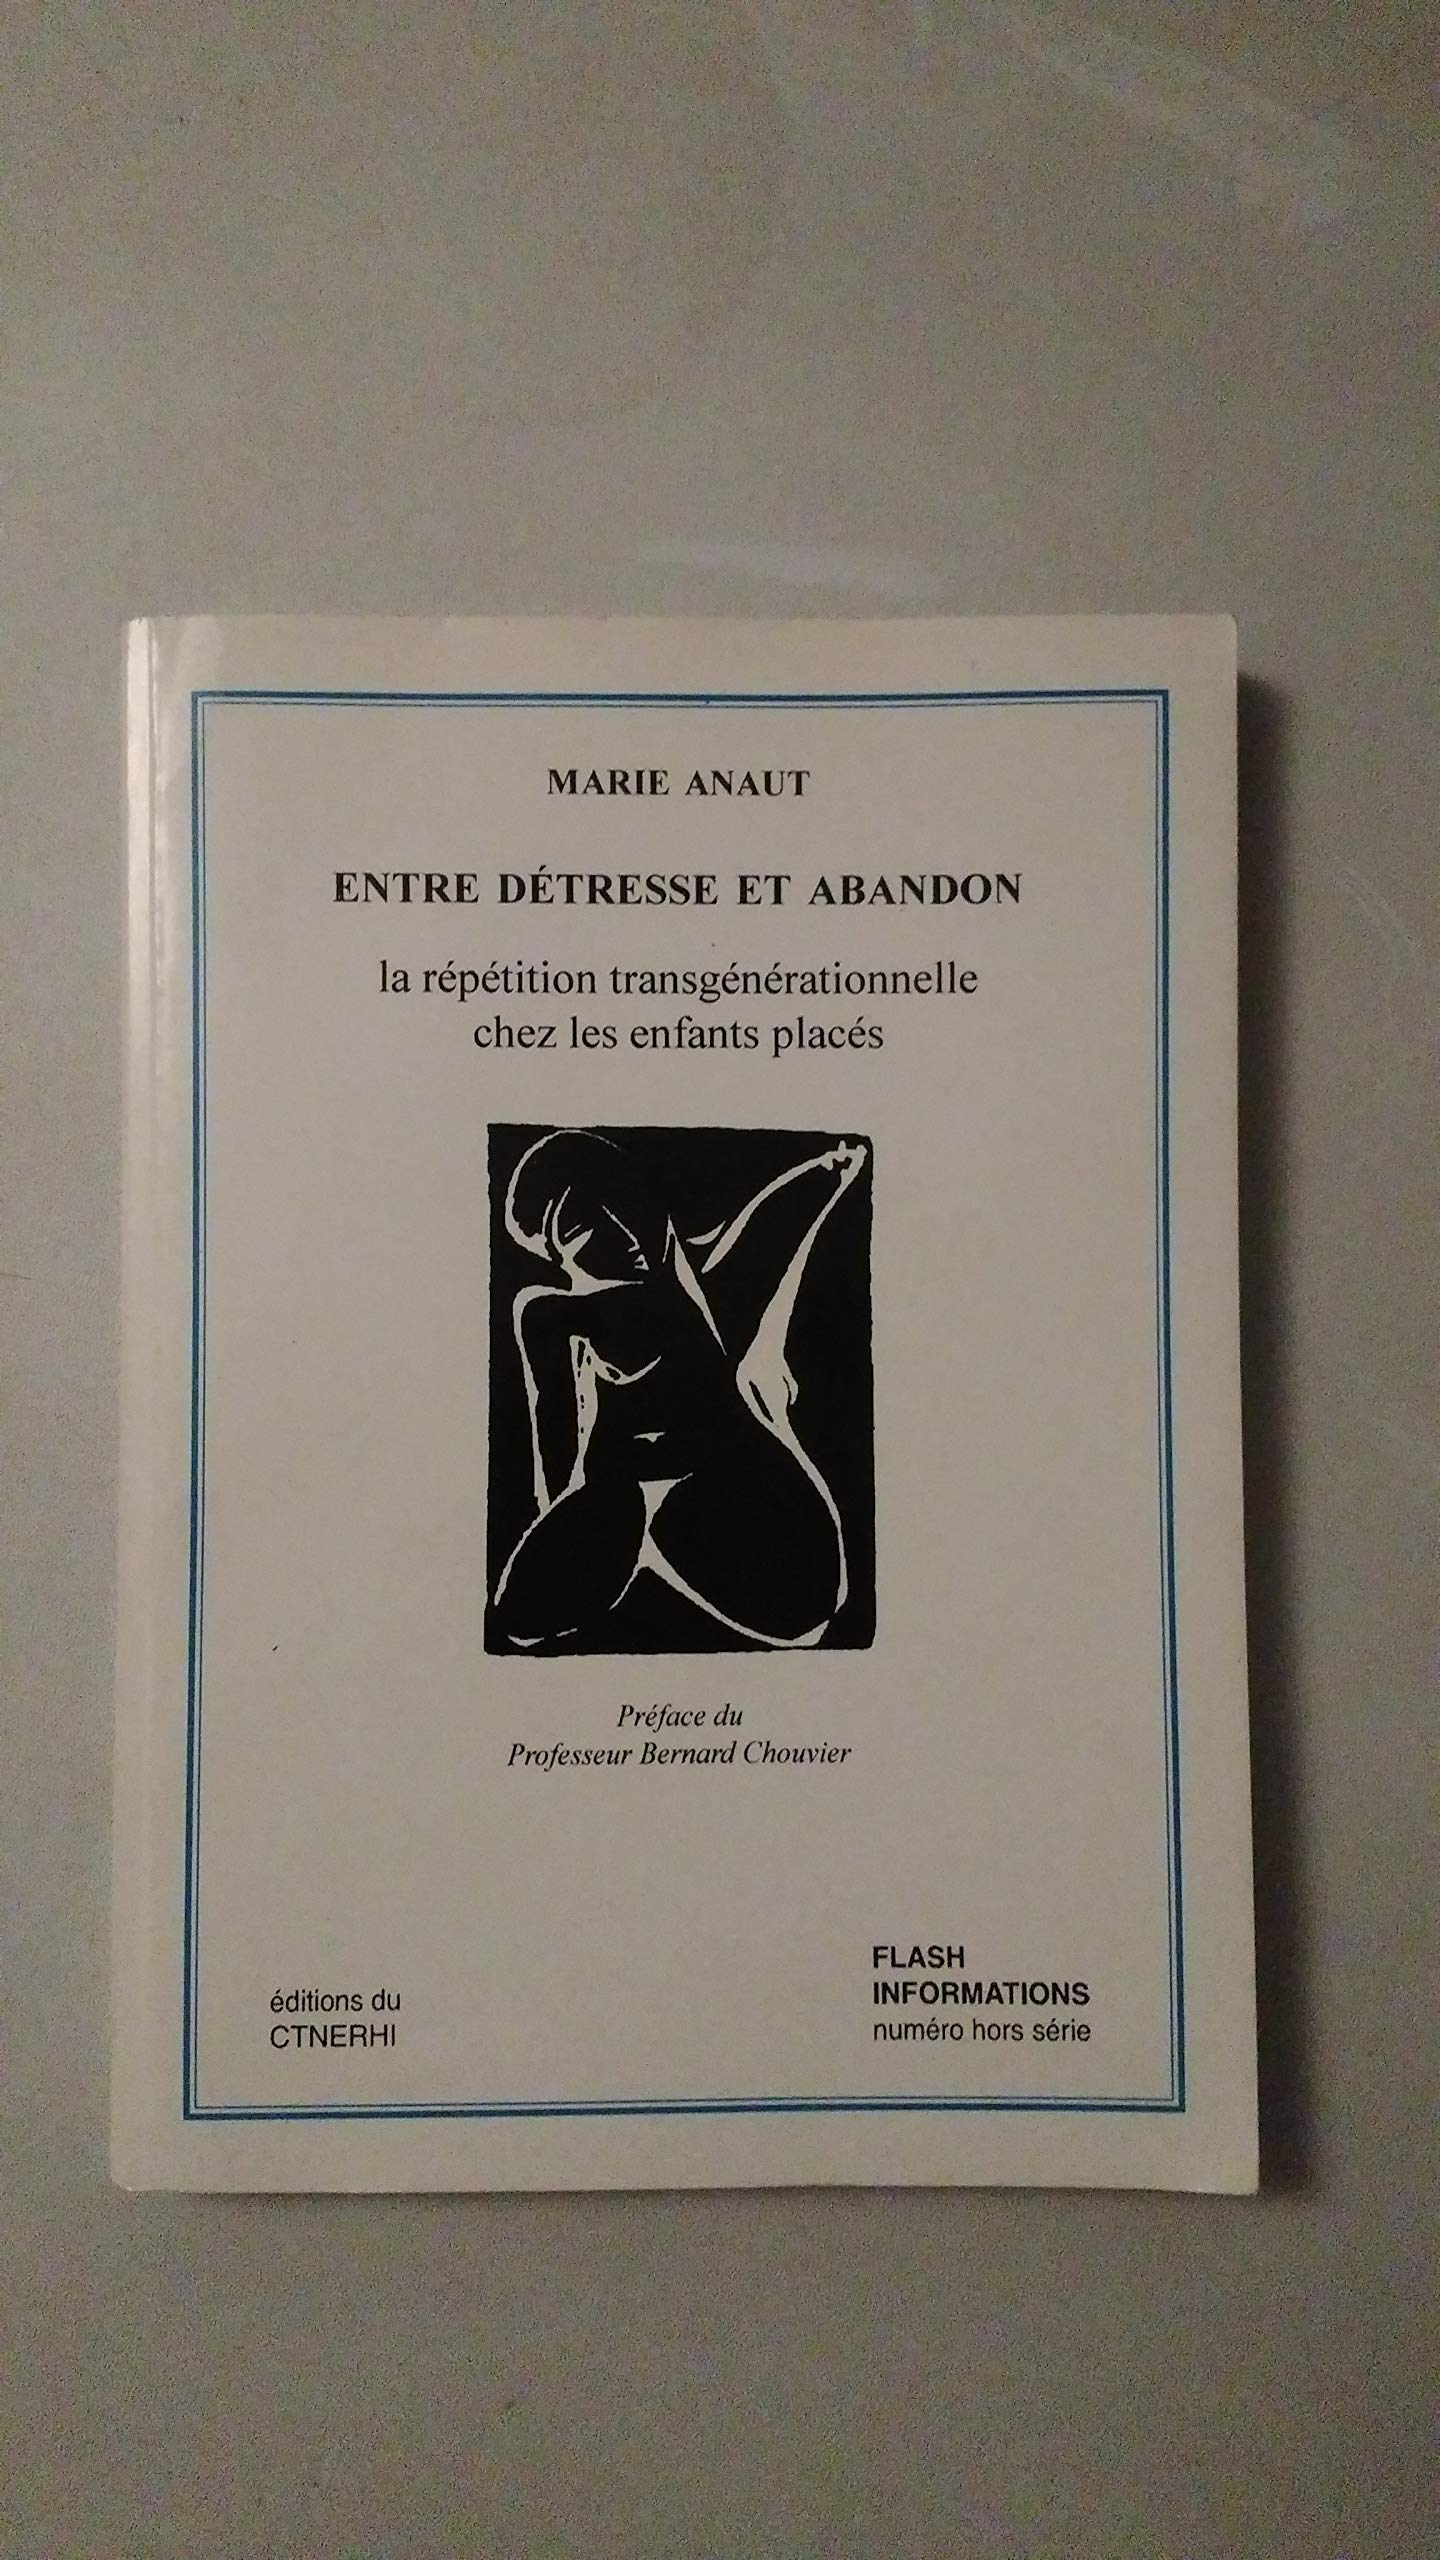 MARIE ANAUT
ENTRE DÉTRESSE ET ABANDON
la répétition transgénérationnelle
chez les enfants placés
Préface du
Professeur Bernard Chouvier
éditions du
CTNERHI
FLASH
INFORMATIONS
numéro hors série